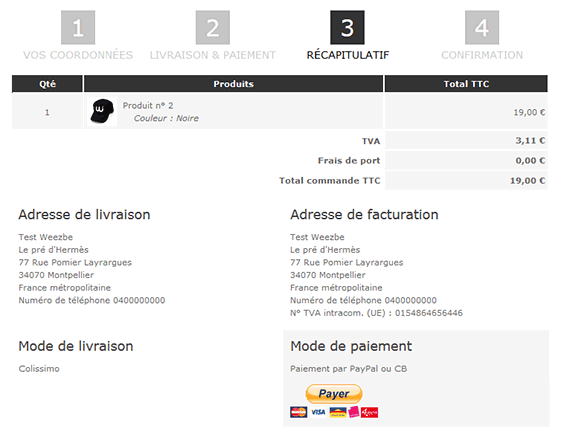 1 2 3 4
VOS COORDONNÉES LIVRAISON & PAIEMENT RÉCAPITULATIF CONFIRMATION
Qté Produits Total TTC
1 Produit n° 2 19,00 €
Couleur : Noire
TVA 3,11 €
Frais de port 0,00 €
Total commande TTC 19,00 €
Adresse de livraison
Test Weezbe
Le pré d'Hermès
77 Rue Pomier Layrargues
34070 Montpellier
France métropolitaine
Numéro de téléphone 0400000000
Adresse de facturation
Test Weezbe
Le pré d'Hermès
77 Rue Pomier Layrargues
34070 Montpellier
France métropolitaine
Numéro de téléphone 0400000000
N° TVA intracom. (UE) : 0154864656446
Mode de livraison
Colissimo
Mode de paiement
Paiement par PayPal ou CB
Payer
VISA